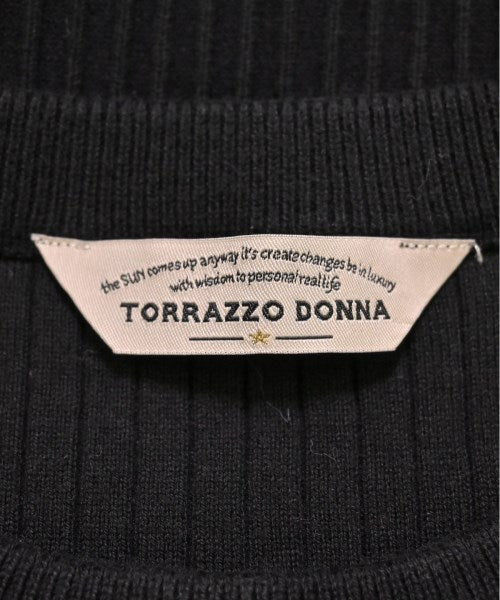 the SUN comes up anyway it's create changes be in luxury
with wisdom to personal real life
TORRAZZO DONNA